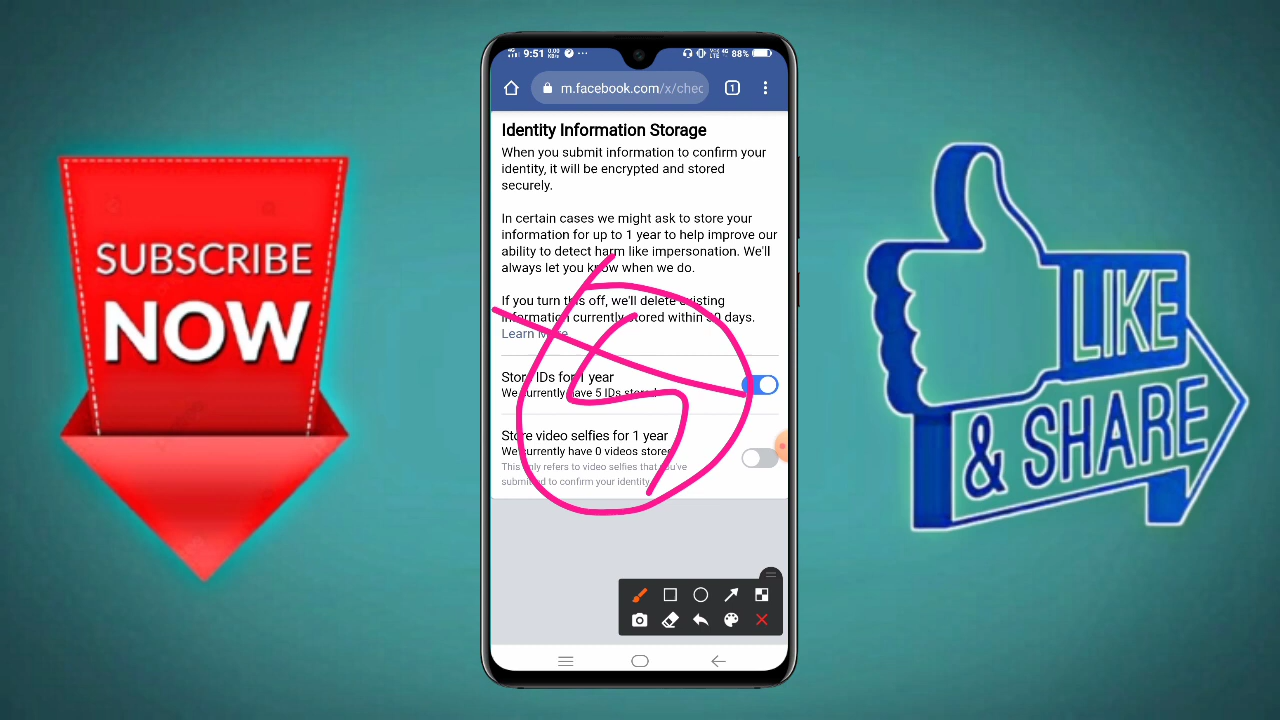 SUBSCRIBE
NOW
9:51
88%
m.facebook.com/x/chec
1
Identity Information Storage
When you submit information to confirm your
identity, it will be encrypted and stored
securely.
In certain cases we might ask to store your
information for up to 1 year to help improve our
ability to detect harm like impersonation. We'll
always let you know when we do.
If you turn this off, we'll delete existing
information currently stored within 30 days.
Learn More
Store IDs for 1 year
We currently have 5 IDs stored.
Store video selfies for 1 year
We currently have 0 videos stored
This only refers to video selfies that you've
submitted to confirm your identity.
LIKE
& SHARE